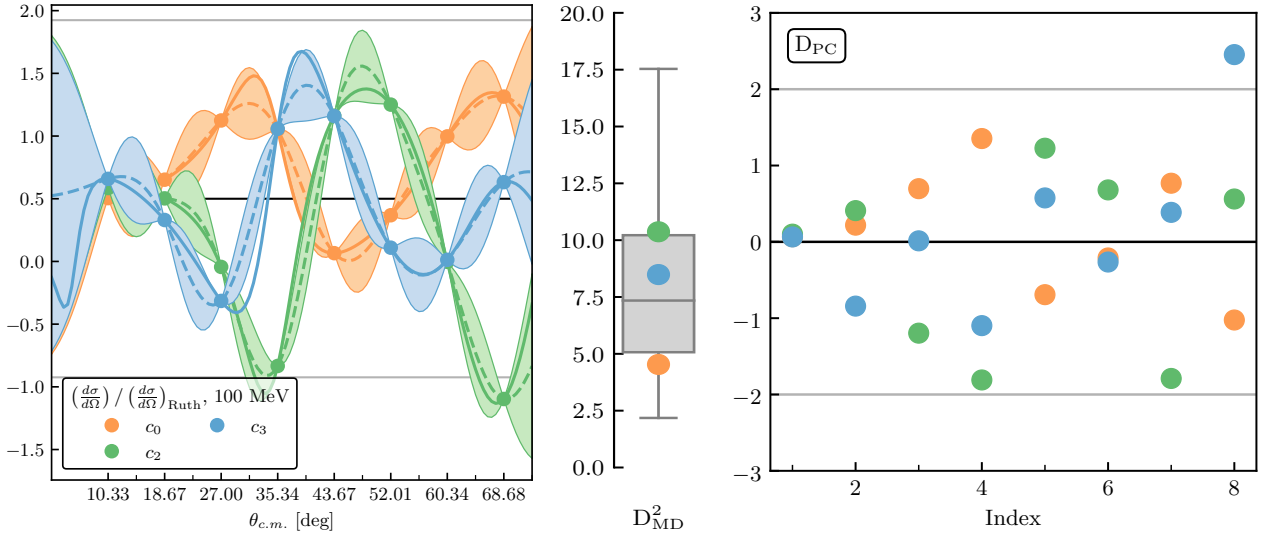 2.0
1.5
1.0
0.5
0.0
−0.5
−1.0
−1.5
(dσ/dΩ) / (dσ/dΩ)Ruth, 100 MeV
c0 c3
c2
10.33 18.67 27.00 35.34 43.67 52.01 60.34 68.68
θc.m. [deg]
20.0
17.5
15.0
12.5
10.0
7.5
5.0
2.5
0.0
D²MD
3
2
1
0
−1
−2
−3
DPC
2 4 6 8
Index